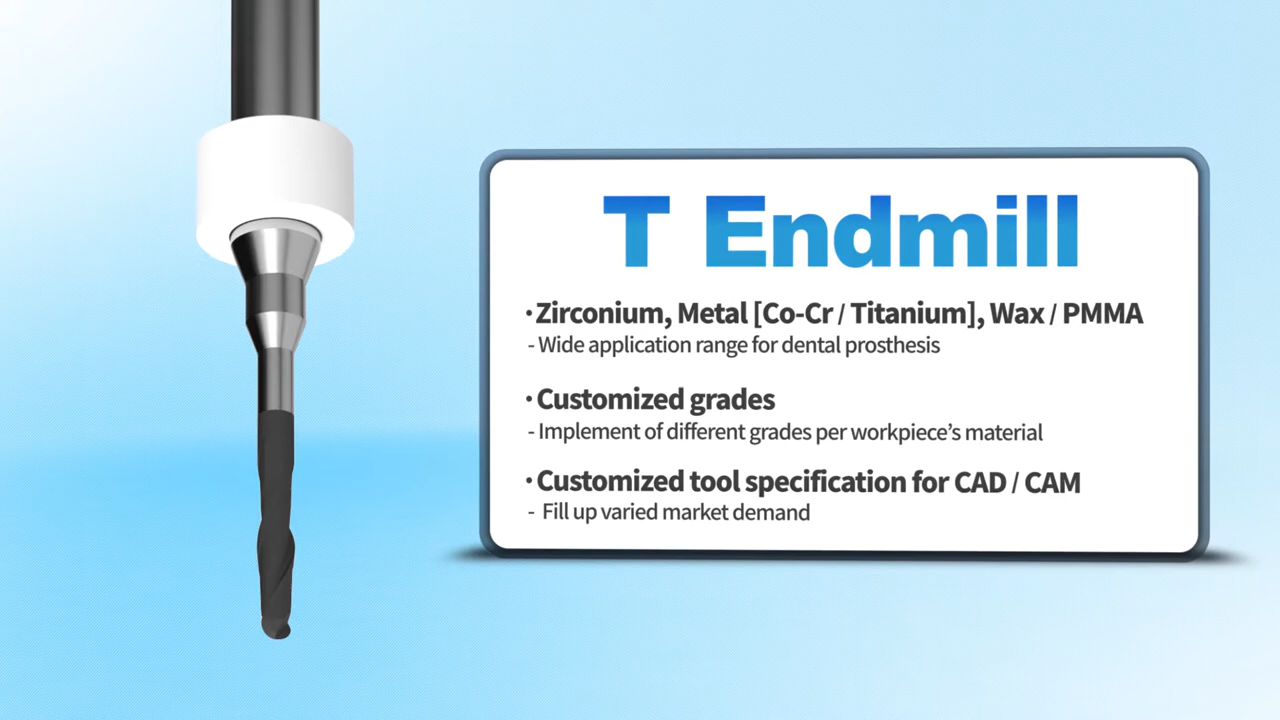 T Endmill
• Zirconium, Metal [Co-Cr / Titanium], Wax / PMMA
- Wide application range for dental prosthesis
• Customized grades
- Implement of different grades per workpiece’s material
• Customized tool specification for CAD / CAM
- Fill up varied market demand